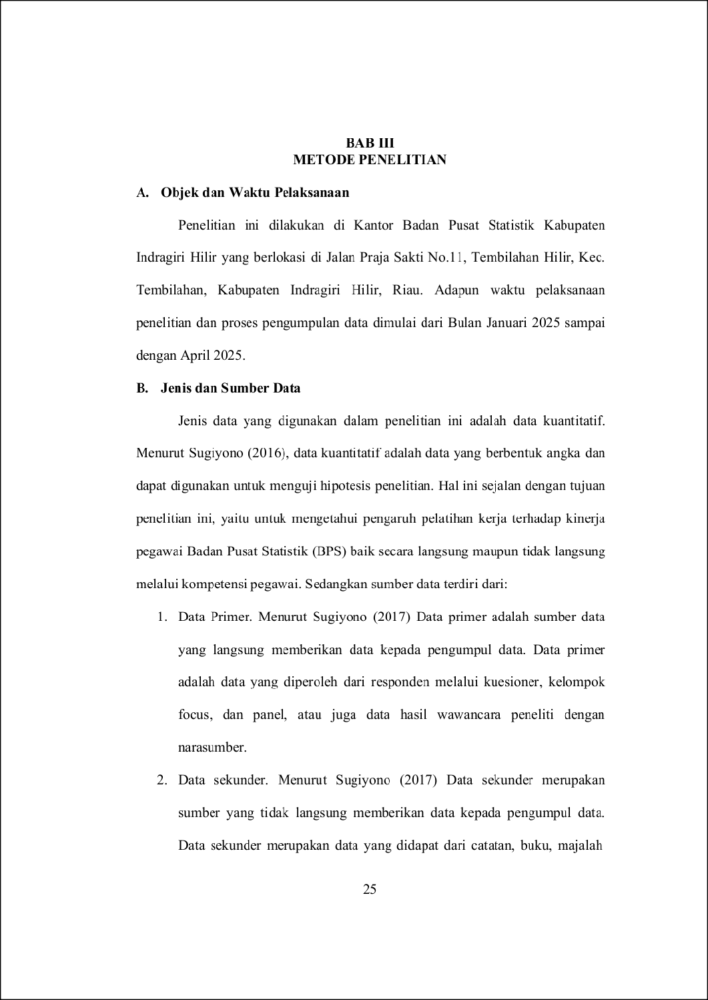 BAB III
METODE PENELITIAN
A. Objek dan Waktu Pelaksanaan
Penelitian ini dilakukan di Kantor Badan Pusat Statistik Kabupaten
Indragiri Hilir yang berlokasi di Jalan Praja Sakti No.11, Tembilahan Hilir, Kec.
Tembilahan, Kabupaten Indragiri Hilir, Riau. Adapun waktu pelaksanaan
penelitian dan proses pengumpulan data dimulai dari Bulan Januari 2025 sampai
dengan April 2025.
B. Jenis dan Sumber Data
Jenis data yang digunakan dalam penelitian ini adalah data kuantitatif.
Menurut Sugiyono (2016), data kuantitatif adalah data yang berbentuk angka dan
dapat digunakan untuk menguji hipotesis penelitian. Hal ini sejalan dengan tujuan
penelitian ini, yaitu untuk mengetahui pengaruh pelatihan kerja terhadap kinerja
pegawai Badan Pusat Statistik (BPS) baik secara langsung maupun tidak langsung
melalui kompetensi pegawai. Sedangkan sumber data terdiri dari:
1. Data Primer. Menurut Sugiyono (2017) Data primer adalah sumber data
yang langsung memberikan data kepada pengumpul data. Data primer
adalah data yang diperoleh dari responden melalui kuesioner, kelompok
focus, dan panel, atau juga data hasil wawancara peneliti dengan
narasumber.
2. Data sekunder. Menurut Sugiyono (2017) Data sekunder merupakan
sumber yang tidak langsung memberikan data kepada pengumpul data.
Data sekunder merupakan data yang didapat dari catatan, buku, majalah
25